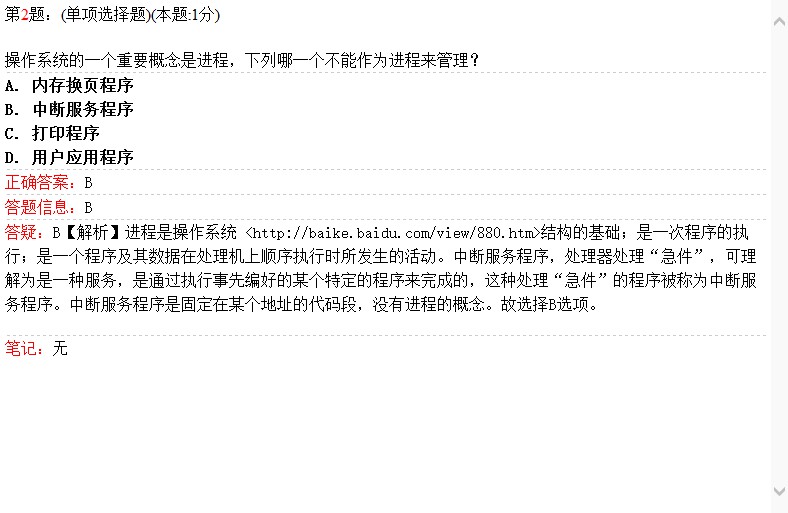 第2题：(单项选择题)(本题:1分)
操作系统的一个重要概念是进程，下列哪一个不能作为进程来管理？
A. 内存换页程序
B. 中断服务程序
C. 打印程序
D. 用户应用程序
正确答案：B
答题信息：B
答疑：B【解析】进程是操作系统 <http://baike.baidu.com/view/880.htm>结构的基础；是一次程序的执
行；是一个程序及其数据在处理机上顺序执行时所发生的活动。中断服务程序，处理器处理“急件”，可理
解为是一种服务，是通过执行事先编好的某个特定的程序来完成的，这种处理“急件”的程序被称为中断服
务程序。中断服务程序是固定在某个地址的代码段，没有进程的概念。故选择B选项。
笔记：无